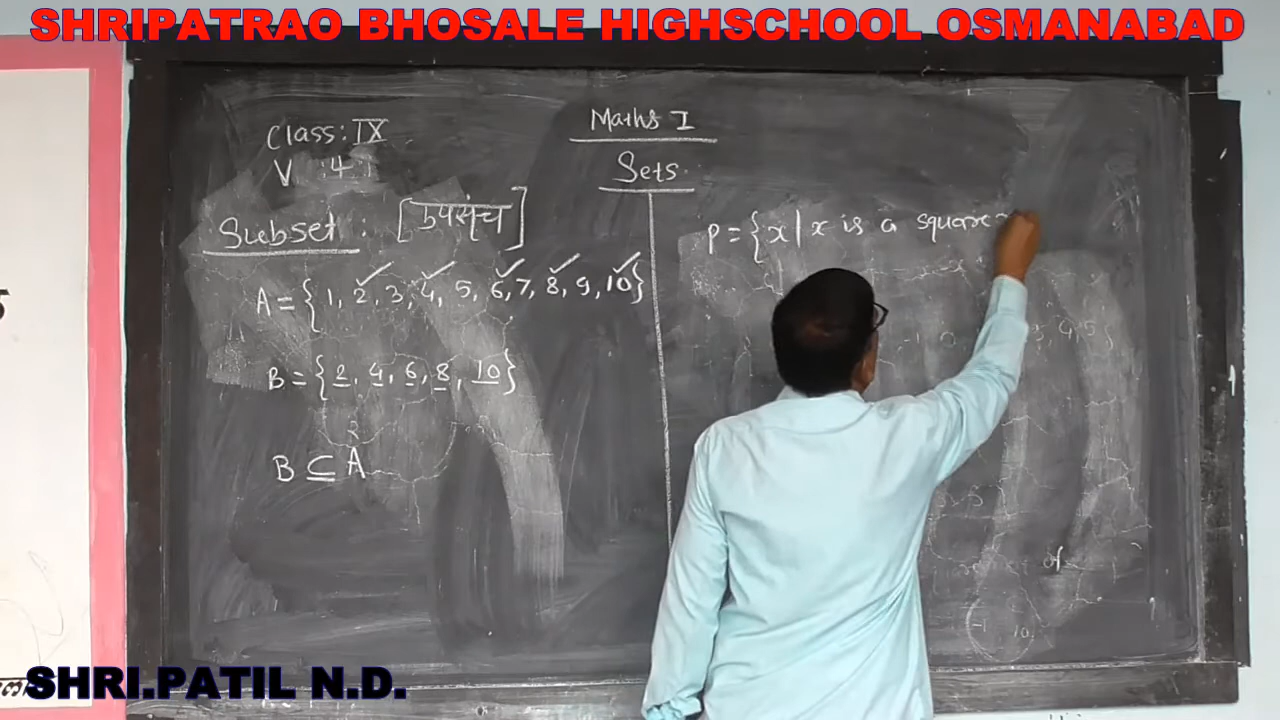 SHRIPATRAO BHOSALE HIGHSCHOOL OSMANABAD
Maths I
Class: IX
V : 4
Sets
Subset : [उपसंच]
P = {x | x is a square
A = {1, 2, 3, 4, 5, 6, 7, 8, 9, 10}
B = {2, 4, 6, 8, 10}
B ⊆ A
of
SHRI.PATIL N.D.